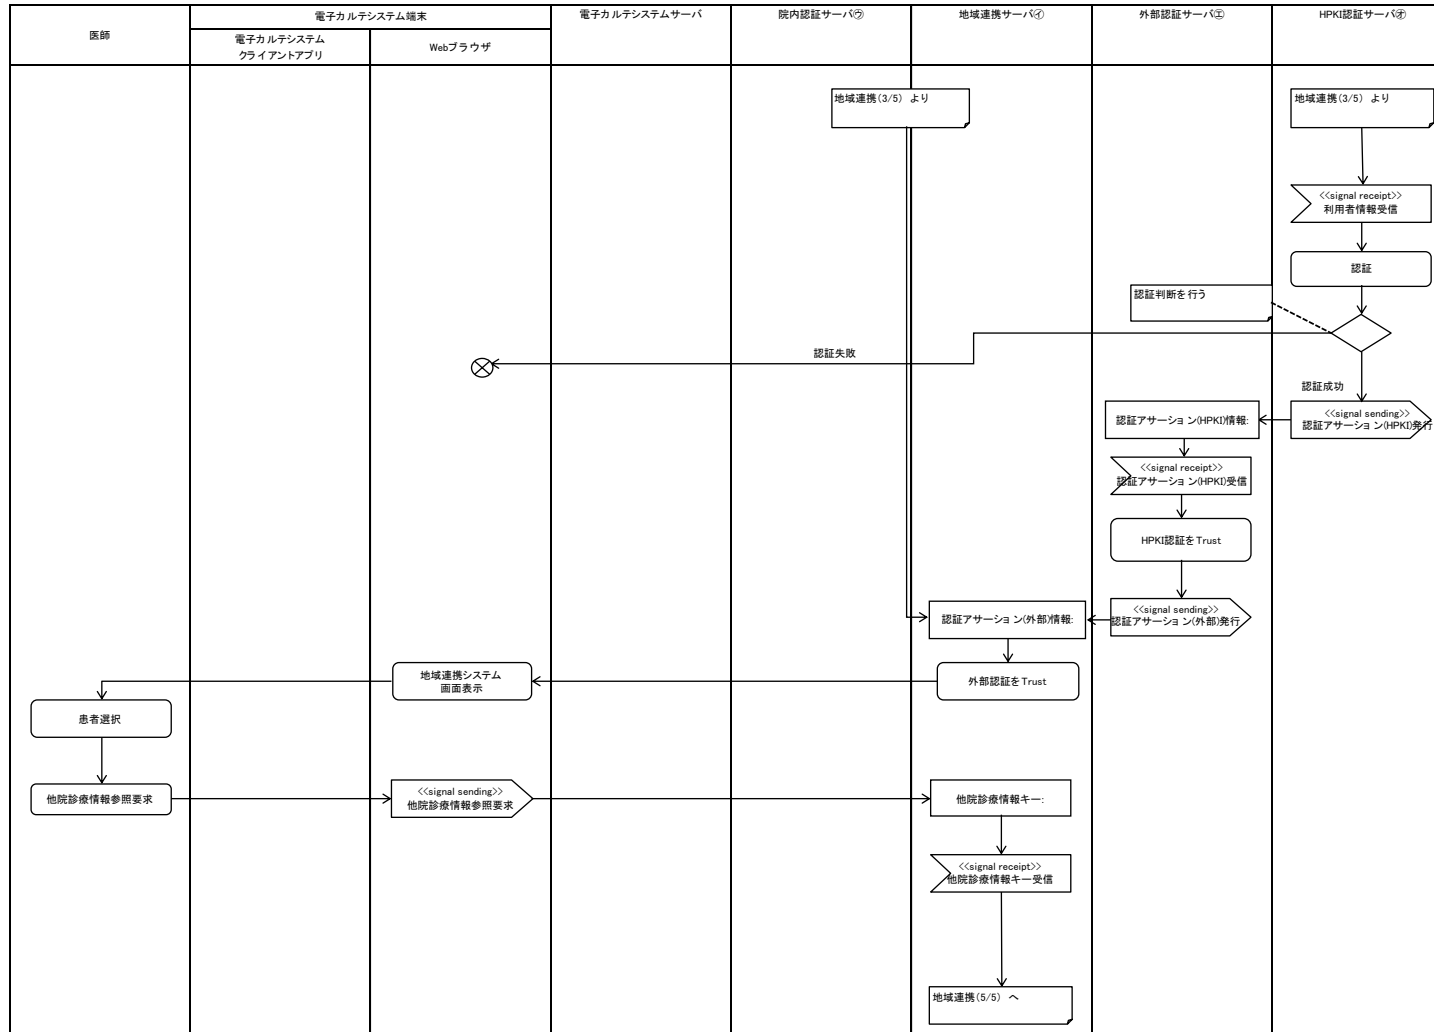 医師
電子カルテシステム端末
電子カルテシステム
クライアントアプリ
Webブラウザ
電子カルテシステムサーバ
院内認証サーバ㋒
地域連携サーバ㋑
外部認証サーバ㋓
HPKI認証サーバ㋔
地域連携(3/5) より
地域連携(3/5) より
<<signal receipt>>
利用者情報受信
認証
認証判断を行う
認証失敗
認証成功
<<signal sending>>
認証アサーション(HPKI)発行
認証アサーション(HPKI)情報:
<<signal receipt>>
認証アサーション(HPKI)受信
HPKI認証をTrust
<<signal sending>>
認証アサーション(外部)発行
認証アサーション(外部)情報:
外部認証をTrust
地域連携システム
画面表示
患者選択
他院診療情報参照要求
<<signal sending>>
他院診療情報参照要求
他院診療情報キー:
<<signal receipt>>
他院診療情報キー受信
地域連携(5/5) へ